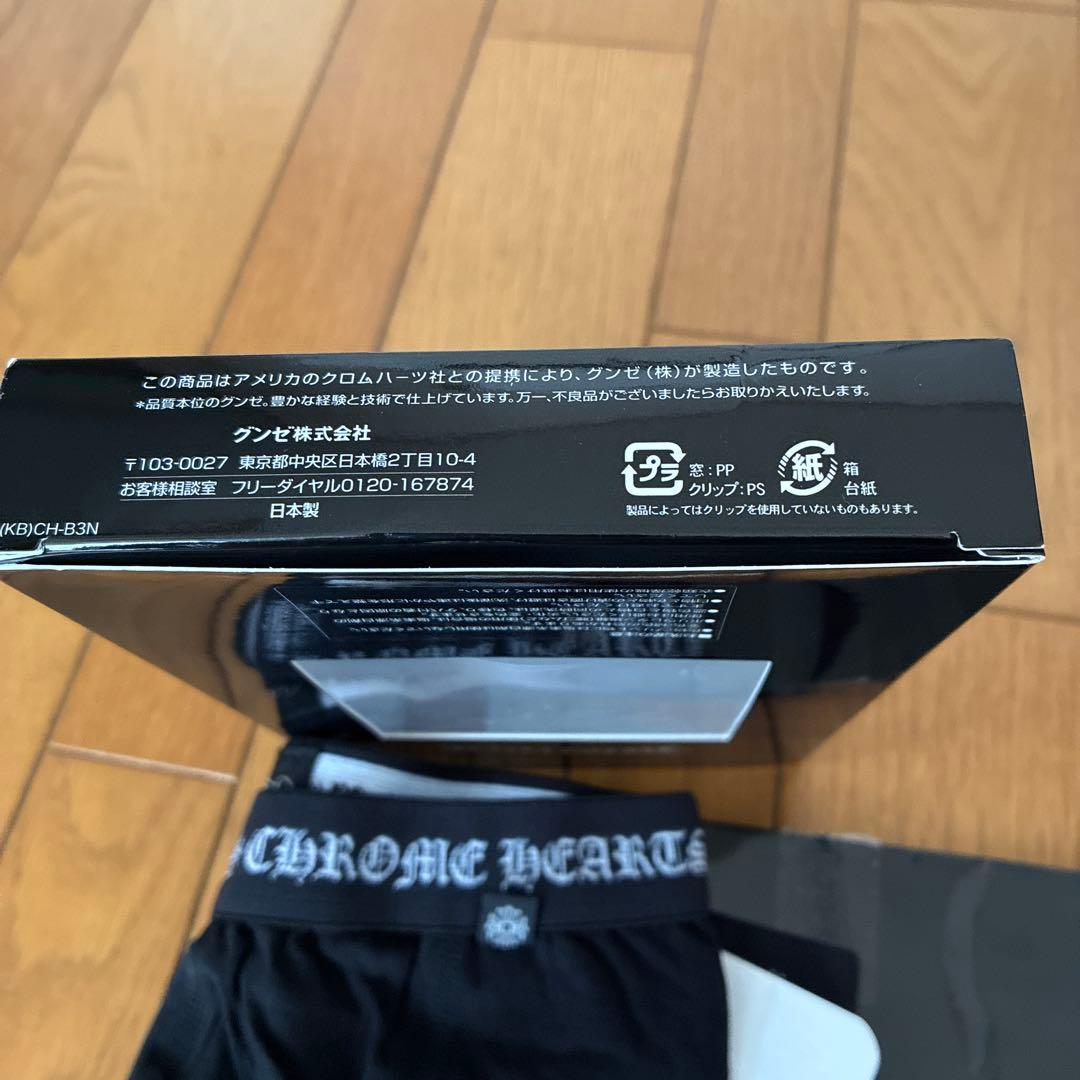 この商品はアメリカのクロムハーツ社との提携により、グンゼ（株）が製造したものです。
*品質本位のグンゼ。豊かな経験と技術で仕上げています。万一、不良品がございましたらお取りかえいたします。
グンゼ株式会社
〒103-0027 東京都中央区日本橋2丁目10-4
お客様相談室 フリーダイヤル0120-167874
日本製
(KB)CH-B3N
プラ 窓：PP
クリップ：PS
紙 箱
台紙
製品によってはクリップを使用していないものもあります。
CHROME HEARTS